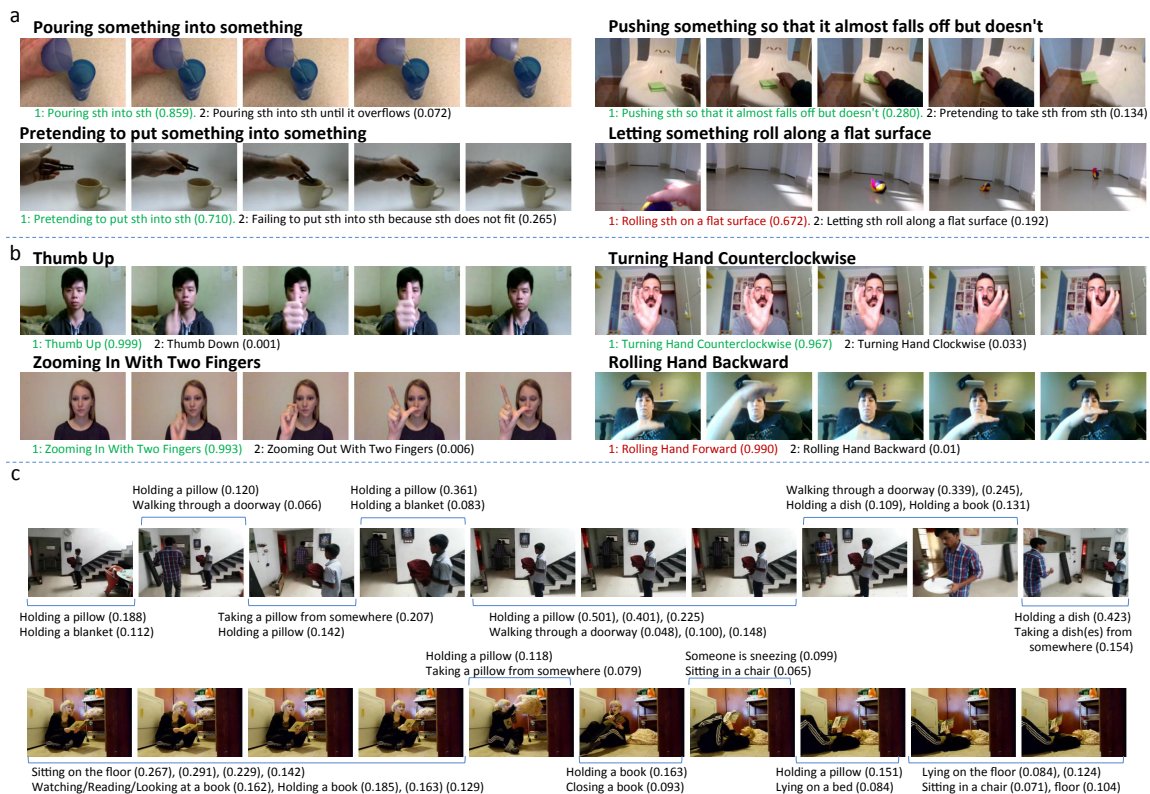 a
Pouring something into something
1: Pouring sth into sth (0.859). 2: Pouring sth into sth until it overflows (0.072)
Pretending to put something into something
1: Pretending to put sth into sth (0.710). 2: Failing to put sth into sth because sth does not fit (0.265)
Pushing something so that it almost falls off but doesn't
1: Pushing sth so that it almost falls off but doesn't (0.280). 2: Pretending to take sth from sth (0.134)
Letting something roll along a flat surface
1: Rolling sth on a flat surface (0.672). 2: Letting sth roll along a flat surface (0.192)
b
Thumb Up
1: Thumb Up (0.999) 2: Thumb Down (0.001)
Zooming In With Two Fingers
1: Zooming In With Two Fingers (0.993) 2: Zooming Out With Two Fingers (0.006)
Turning Hand Counterclockwise
1: Turning Hand Counterclockwise (0.967) 2: Turning Hand Clockwise (0.033)
Rolling Hand Backward
1: Rolling Hand Forward (0.990) 2: Rolling Hand Backward (0.01)
c
Holding a pillow (0.120)
Walking through a doorway (0.066)
Holding a pillow (0.361)
Holding a blanket (0.083)
Walking through a doorway (0.339), (0.245),
Holding a dish (0.109), Holding a book (0.131)
Holding a pillow (0.188)
Holding a blanket (0.112)
Taking a pillow from somewhere (0.207)
Holding a pillow (0.142)
Holding a pillow (0.501), (0.401), (0.225)
Walking through a doorway (0.048), (0.100), (0.148)
Holding a dish (0.423)
Taking a dish(es) from
somewhere (0.154)
Holding a pillow (0.118)
Taking a pillow from somewhere (0.079)
Someone is sneezing (0.099)
Sitting in a chair (0.065)
Sitting on the floor (0.267), (0.291), (0.229), (0.142)
Watching/Reading/Looking at a book (0.162), Holding a book (0.185), (0.163) (0.129)
Holding a book (0.163)
Closing a book (0.093)
Holding a pillow (0.151)
Lying on a bed (0.084)
Lying on the floor (0.084), (0.124)
Sitting in a chair (0.071), floor (0.104)